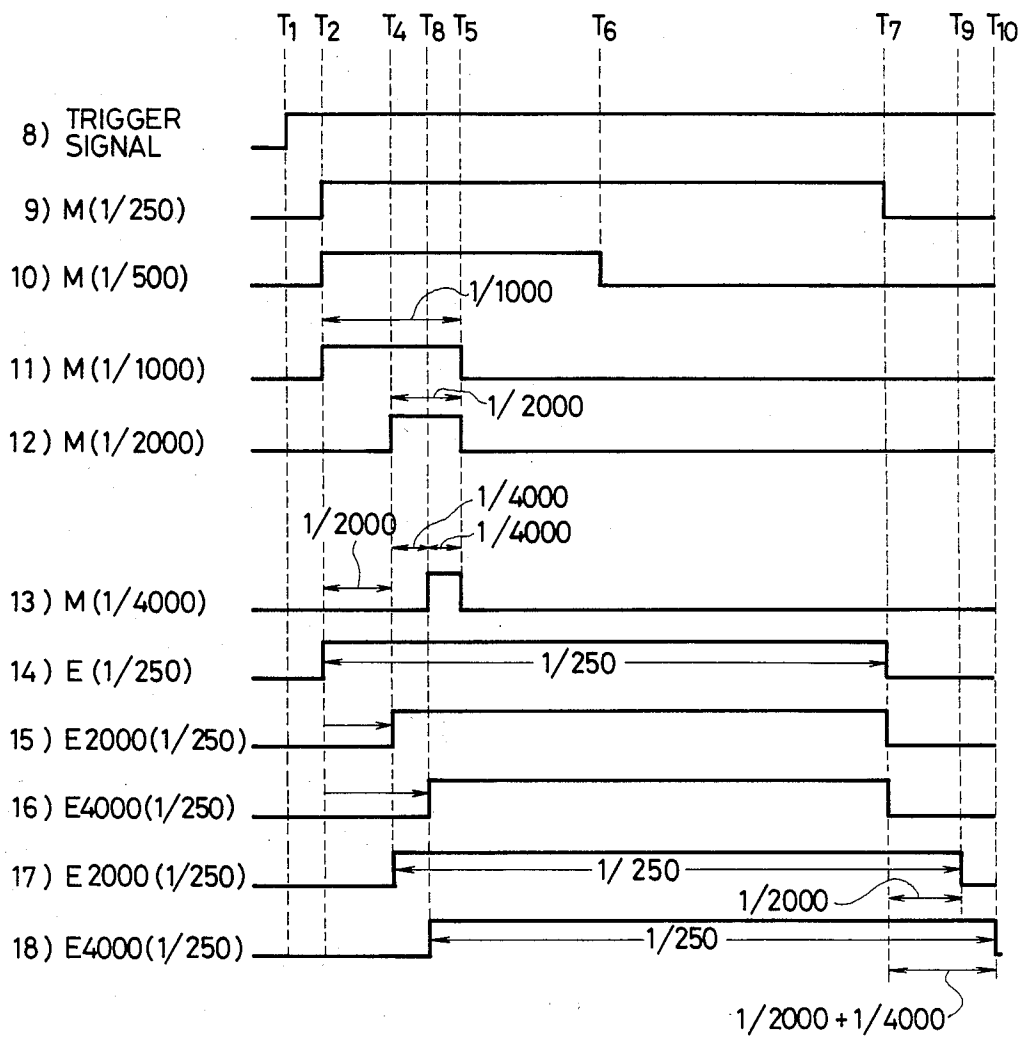 T1 T2 T4 T8 T5 T6 T7 T9 T10
8) TRIGGER SIGNAL
9) M(1/250)
10) M(1/500)
1/1000
11) M(1/1000)
1/2000
12) M(1/2000)
1/4000
1/2000
1/4000
13) M(1/4000)
14) E(1/250)
1/250
15) E2000(1/250)
16) E4000(1/250)
17) E2000(1/250)
1/250
1/2000
18) E4000(1/250)
1/250
1/2000+1/4000